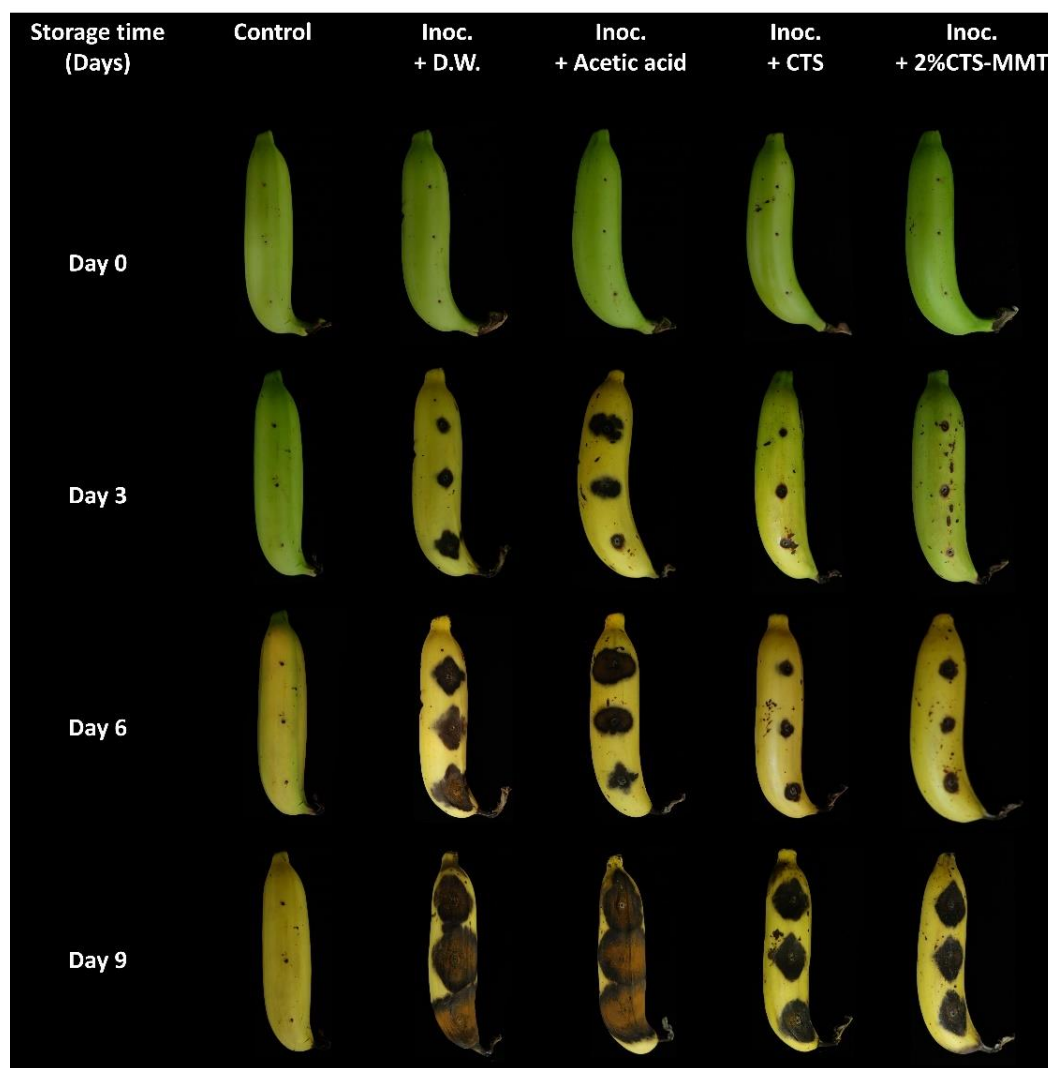 Storage time Control Inoc. Inoc. Inoc. Inoc.
(Days) + D.W. + Acetic acid + CTS + 2%CTS-MMT
Day 0
Day 3
Day 6
Day 9